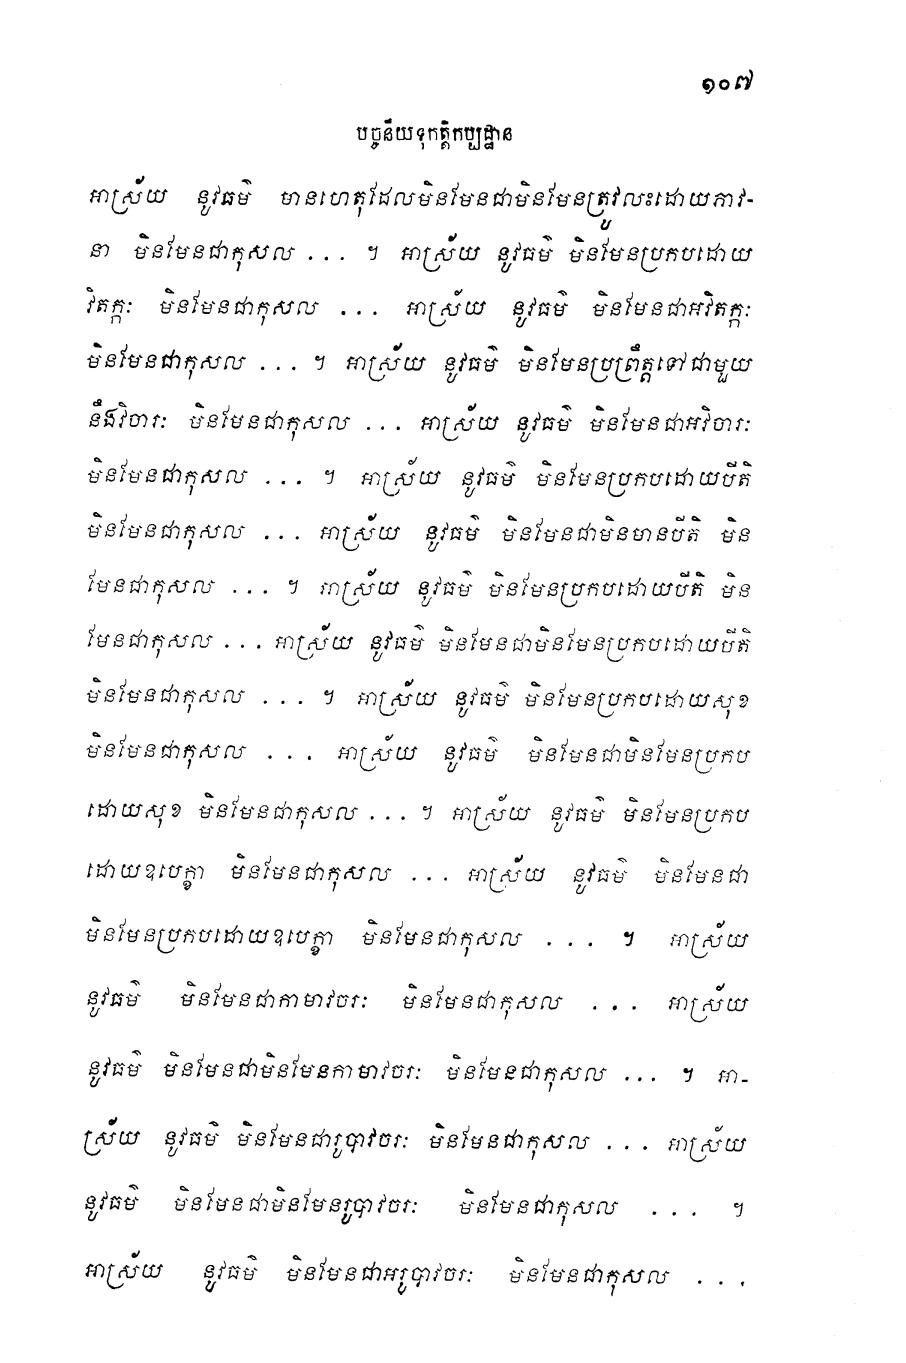 ១០៧
បច្ចនីយទុកត្តិកប្បដ្ឋាន
អាស្រ័យ នូវធម៌ មានហេតុដែលមិនមែនជាមិនមែនត្រូវលះដោយភាវ-
នា មិនមែនជាកុសល ... ។ អាស្រ័យ នូវធម៌ មិនមែនប្រកបដោយ
វិតក្កៈ មិនមែនជាកុសល ... អាស្រ័យ នូវធម៌ មិនមែនជាអវិតក្កៈ
មិនមែនជាកុសល ... ។ អាស្រ័យ នូវធម៌ មិនមែនប្រព្រឹត្តទៅជាមួយ
នឹងវិចារៈ មិនមែនជាកុសល ... អាស្រ័យ នូវធម៌ មិនមែនជាអវិចារៈ
មិនមែនជាកុសល ... ។ អាស្រ័យ នូវធម៌ មិនមែនប្រកបដោយបីតិ
មិនមែនជាកុសល ... អាស្រ័យ នូវធម៌ មិនមែនជាមិនមានបីតិ មិន
មែនជាកុសល ... ។ អាស្រ័យ នូវធម៌ មិនមែនប្រកបដោយបីតិ មិន
មែនជាកុសល ... អាស្រ័យ នូវធម៌ មិនមែនជាមិនមែនប្រកបដោយបីតិ
មិនមែនជាកុសល ... ។ អាស្រ័យ នូវធម៌ មិនមែនប្រកបដោយសុខ
មិនមែនជាកុសល ... អាស្រ័យ នូវធម៌ មិនមែនជាមិនមែនប្រកប
ដោយសុខ មិនមែនជាកុសល ... ។ អាស្រ័យ នូវធម៌ មិនមែនប្រកប
ដោយឧបេក្ខា មិនមែនជាកុសល ... អាស្រ័យ នូវធម៌ មិនមែនជា
មិនមែនប្រកបដោយឧបេក្ខា មិនមែនជាកុសល ... ។ អាស្រ័យ
នូវធម៌ មិនមែនជាកាមាវចរៈ មិនមែនជាកុសល ... អាស្រ័យ
នូវធម៌ មិនមែនជាមិនមែនកាមាវចរៈ មិនមែនជាកុសល ... ។ អា-
ស្រ័យ នូវធម៌ មិនមែនជារូបាវចរៈ មិនមែនជាកុសល ... អាស្រ័យ
នូវធម៌ មិនមែនជាមិនមែនរូបាវចរៈ មិនមែនជាកុសល ... ។
អាស្រ័យ នូវធម៌ មិនមែនជាអរូបាវចរៈ មិនមែនជាកុសល ...